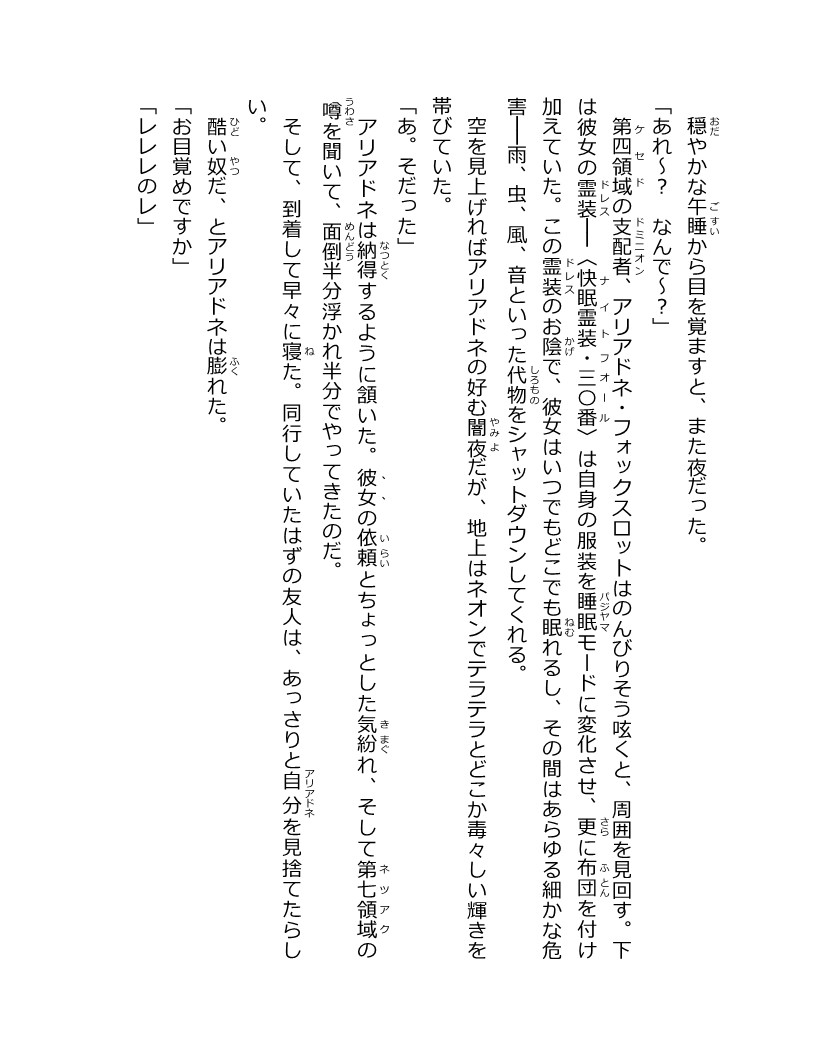 穏やかな午睡から目を覚ますと、また夜だった。
「あれ～？　なんで～？」
第四領域の支配者、アリアドネ・フォックスロットはのんびりそう呟くと、周囲を見回す。下
は彼女の霊装――〈快眠霊装・三〇番〉は自身の服装を睡眠モードに変化させ、更に布団を付け
加えていた。この霊装のお陰で、彼女はいつでもどこでも眠れるし、その間はあらゆる細かな危
害――雨、虫、風、音といった代物をシャットダウンしてくれる。
空を見上げればアリアドネの好む闇夜だが、地上はネオンでテラテラとどこか毒々しい輝きを
帯びていた。
「あ。そだった」
アリアドネは納得するように頷いた。彼女の依頼とちょっとした気紛れ、そして第七領域の
噂を聞いて、面倒半分浮かれ半分でやってきたのだ。
そして、到着して早々に寝た。同行していたはずの友人は、あっさりと自分を見捨てたらし
い。
酷い奴だ、とアリアドネは膨れた。
「お目覚めですか」
「レレレのレ」